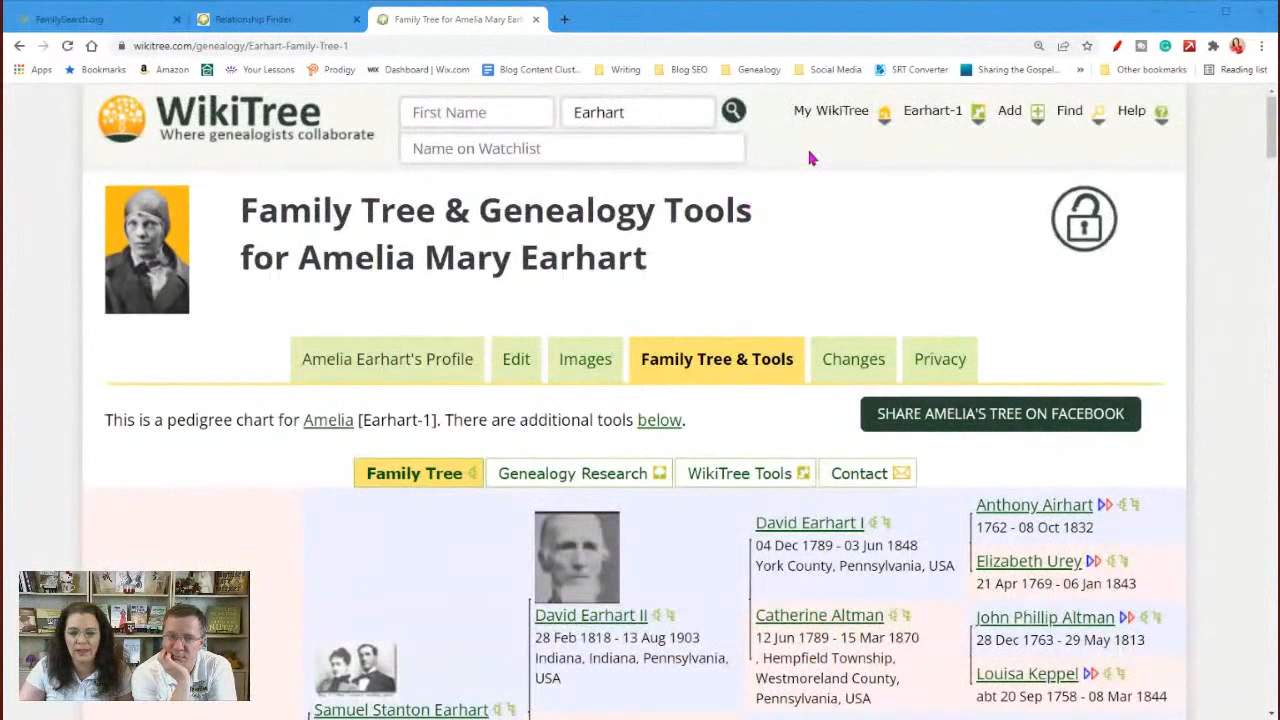 FamilySearch.org
Relationship Finder
Family Tree for Amelia Mary Earh
wikitree.com/genealogy/Earhart-Family-Tree-1
Apps
Bookmarks
Amazon
Your Lessons
Prodigy
Dashboard | Wix.com
Blog Content Clust...
Writing
Blog SEO
Genealogy
Social Media
SRT Converter
Sharing the Gospel...
Other bookmarks
Reading list
WikiTree
Where genealogists collaborate
First Name
Earhart
Name on Watchlist
My WikiTree
Earhart-1
Add
Find
Help
Family Tree & Genealogy Tools
for Amelia Mary Earhart
Amelia Earhart's Profile
Edit
Images
Family Tree & Tools
Changes
Privacy
This is a pedigree chart for Amelia [Earhart-1]. There are additional tools below.
SHARE AMELIA'S TREE ON FACEBOOK
Family Tree
Genealogy Research
WikiTree Tools
Contact
Samuel Stanton Earhart
David Earhart II
28 Feb 1818 - 13 Aug 1903
Indiana, Indiana, Pennsylvania,
USA
David Earhart I
04 Dec 1789 - 03 Jun 1848
York County, Pennsylvania, USA
Catherine Altman
12 Jun 1789 - 15 Mar 1870
, Hempfield Township,
Westmoreland County,
Pennsylvania, USA
Anthony Airhart
1762 - 08 Oct 1832
Elizabeth Urey
21 Apr 1769 - 06 Jan 1843
John Phillip Altman
28 Dec 1763 - 29 May 1813
Louisa Keppel
abt 20 Sep 1758 - 08 Mar 1844